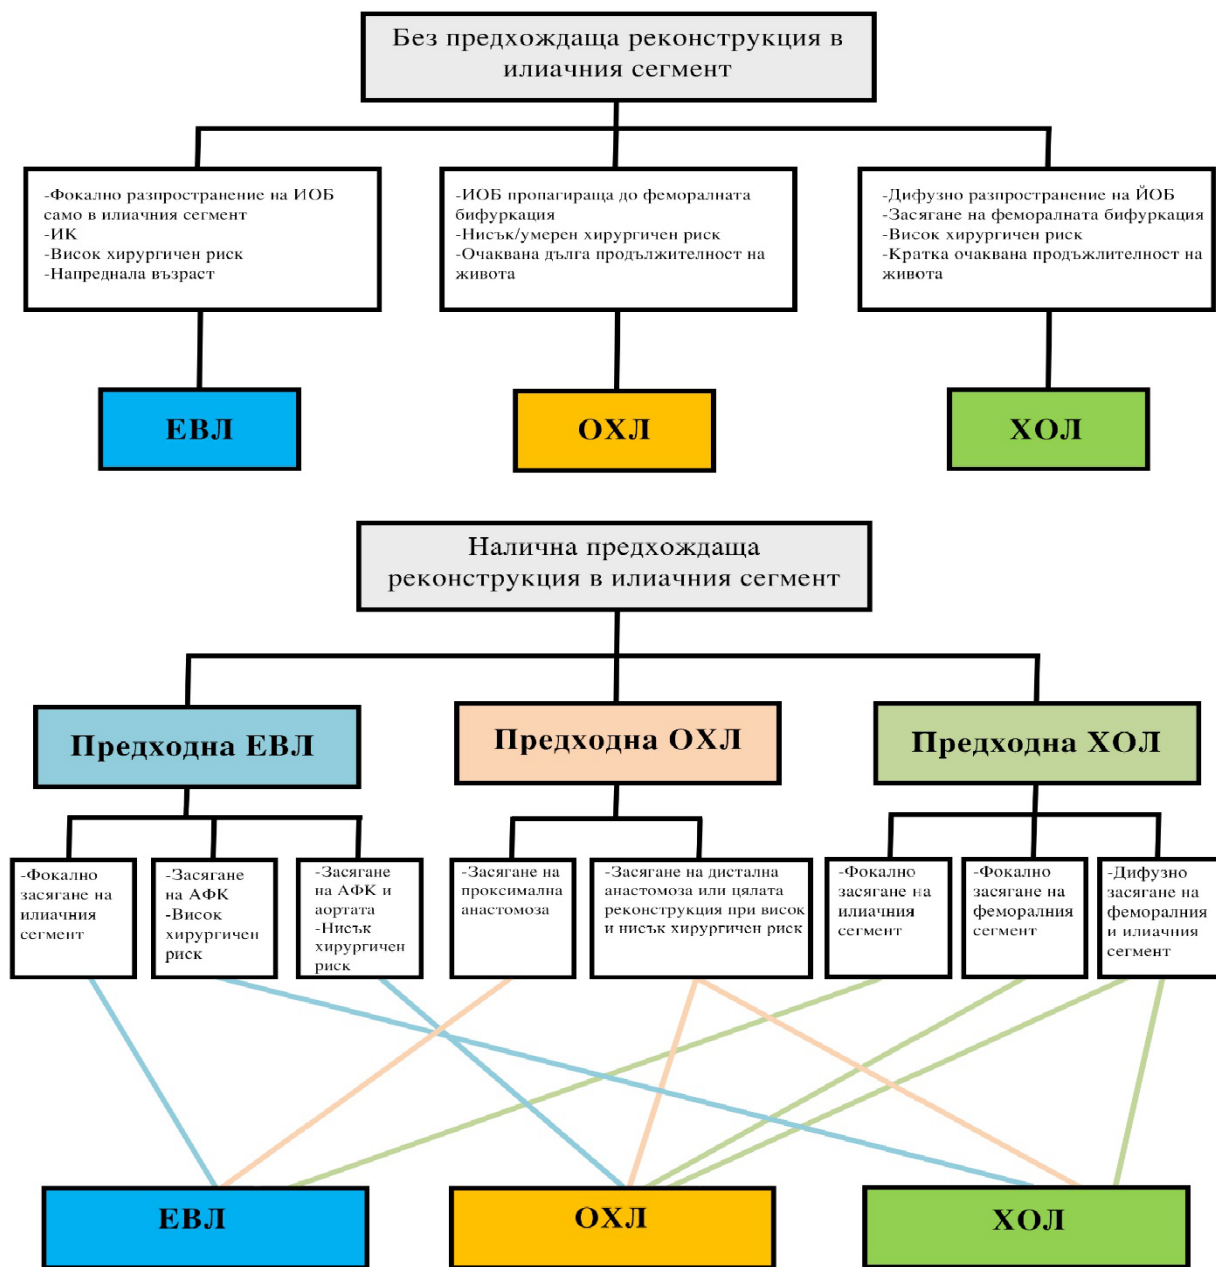 Без предхождаща реконструкция в
илиачния сегмент
-Фокално разпространение на ИОБ
само в илиачния сегмент
-ИК
-Висок хирургичен риск
-Напреднала възраст
-ИОБ пропагираща до феморалната
бифуркация
-Нисък/умерен хирургичен риск
-Очаквана дълга продължителност на
живота
-Дифузно разпространение на ЙОБ
-Засягане на феморалната бифуркация
-Висок хирургичен риск
-Кратка очаквана продъжлителност на
живота
ЕВЛ
ОХЛ
ХОЛ
Налична предхождаща
реконструкция в илиачния сегмент
Предходна ЕВЛ
Предходна ОХЛ
Предходна ХОЛ
-Фокално
засягане на
илиачния
сегмент
-Засягане
на АФК
-Висок
хирургичен
риск
-Засягане
на АФК и
аортата
-Нисък
хирургичен
риск
-Засягане на
проксимална
анастомоза
-Засягане на дистална
анастомоза или цялата
реконструкция при висок
и нисък хирургичен риск
-Фокално
засягане на
илиачния
сегмент
-Фокално
засягане на
феморалния
сегмент
-Дифузно
засягане на
феморалния
и илиачния
сегмент
ЕВЛ
ОХЛ
ХОЛ